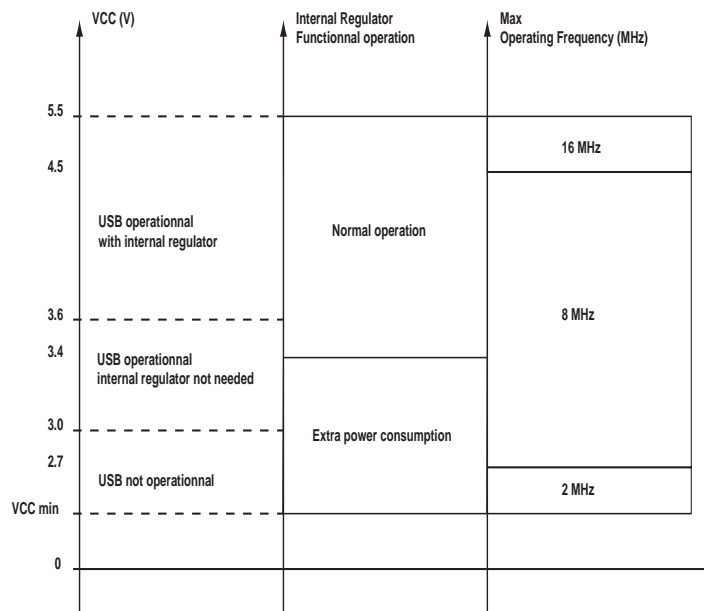 VCC (V)
Internal Regulator
Functionnal operation
Max
Operating Frequency (MHz)
5.5
16 MHz
4.5
USB operationnal
with internal regulator
Normal operation
3.6
8 MHz
3.4
USB operationnal
internal regulator not needed
3.0
Extra power consumption
2.7
USB not operationnal
2 MHz
VCC min
0